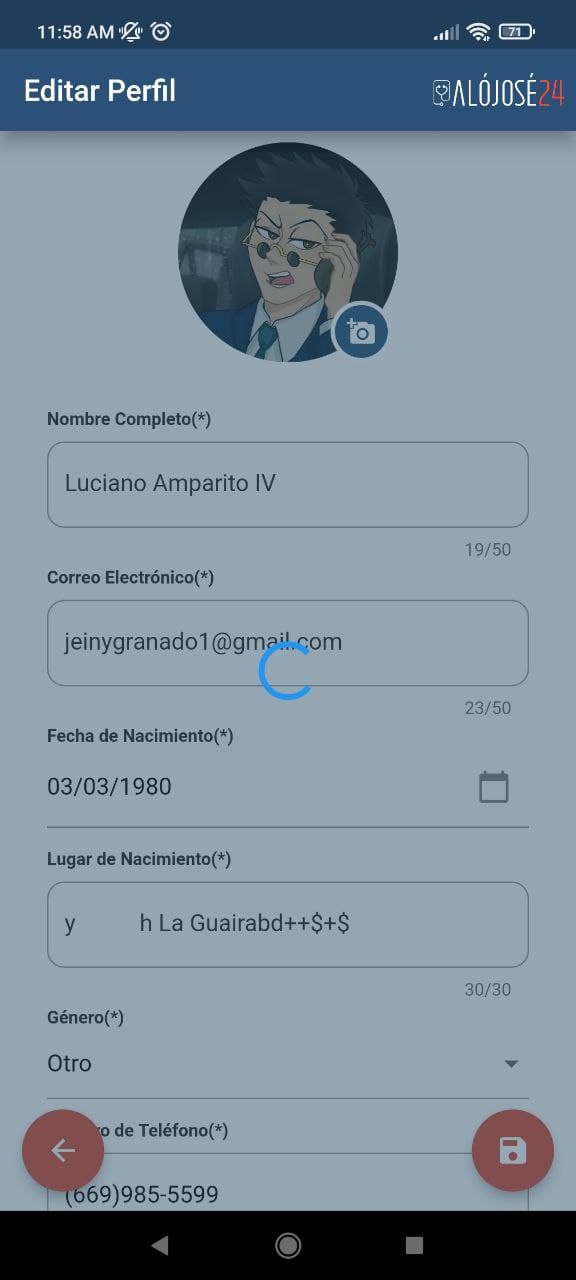 11:58 AM
71
Editar Perfil
ALÓJOSÉ24
Nombre Completo(*)
Luciano Amparito IV
19/50
Correo Electrónico(*)
jeinygranado1@gmail.com
23/50
Fecha de Nacimiento(*)
03/03/1980
Lugar de Nacimiento(*)
y h La Guairabd++$+$
30/30
Género(*)
Otro
o de Teléfono(*)
(669)985-5599